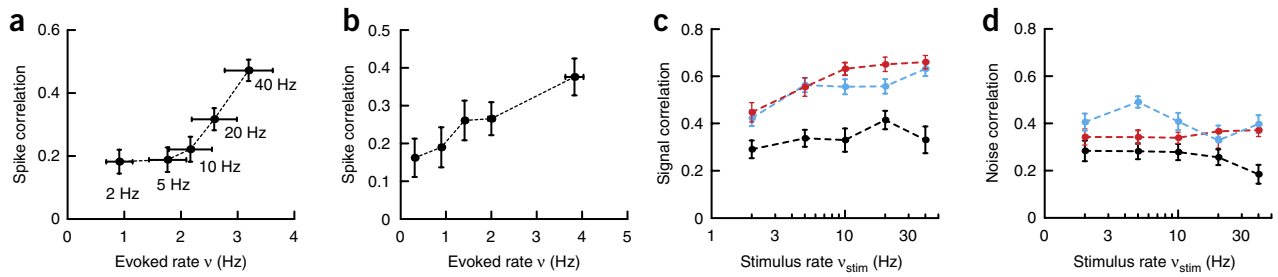 a
Spike correlation
0.6
0.4
0.2
0
2 Hz
5 Hz
10 Hz
20 Hz
40 Hz
0 1 2 3 4
Evoked rate ν (Hz)
b
Spike correlation
0.5
0.4
0.3
0.2
0.1
0
0 1 2 3 4 5
Evoked rate ν (Hz)
c
Signal correlation
0.8
0.6
0.4
0.2
0
1 3 10 30
Stimulus rate νstim (Hz)
d
Noise correlation
0.8
0.6
0.4
0.2
0
0 3 10 30
Stimulus rate νstim (Hz)